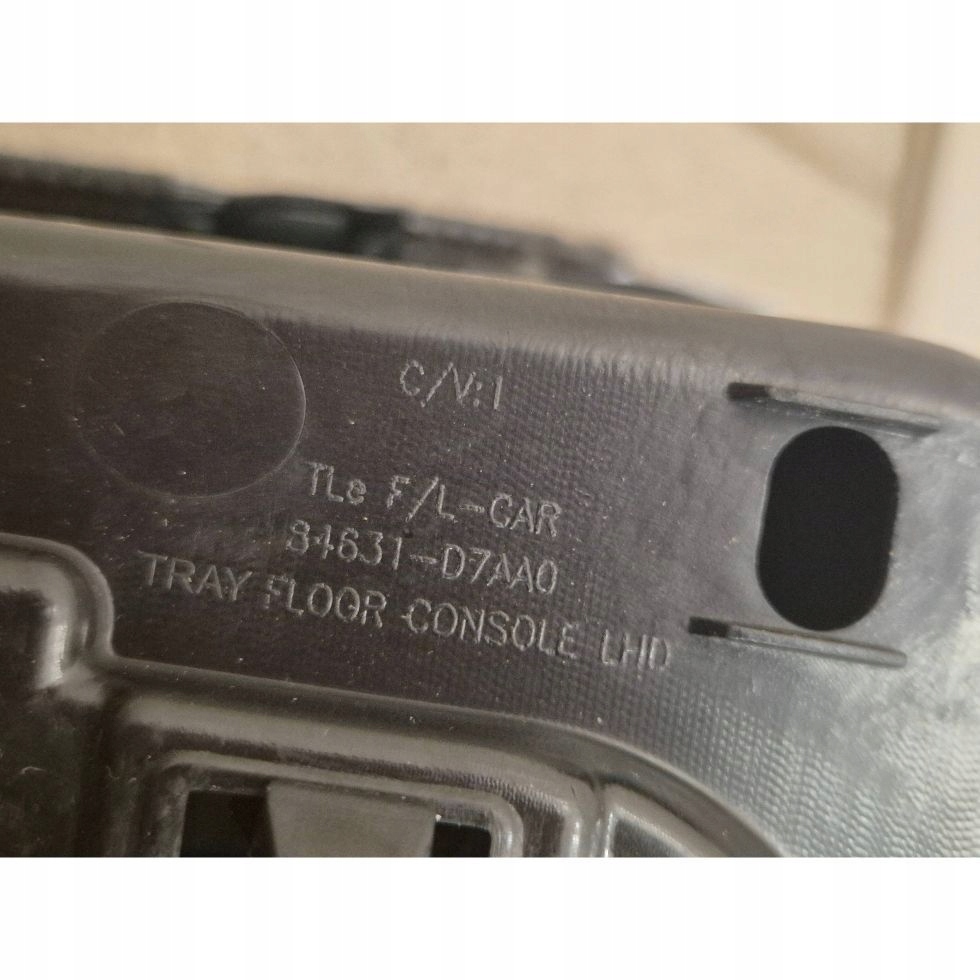 C/V:1
TLe F/L-CAR
84631-D7AA0
TRAY FLOOR CONSOLE LHD